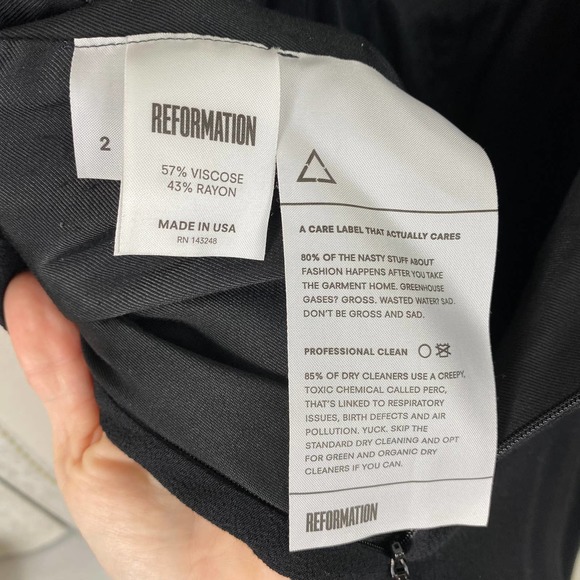 2
REFORMATION
57% VISCOSE
43% RAYON
MADE IN USA
RN 143248
A CARE LABEL THAT ACTUALLY CARES
80% OF THE NASTY STUFF ABOUT
FASHION HAPPENS AFTER YOU TAKE
THE GARMENT HOME. GREENHOUSE
GASES? GROSS. WASTED WATER? SAD.
DON'T BE GROSS AND SAD.
PROFESSIONAL CLEAN
85% OF DRY CLEANERS USE A CREEPY,
TOXIC CHEMICAL CALLED PERC,
THAT'S LINKED TO RESPIRATORY
ISSUES, BIRTH DEFECTS AND AIR
POLLUTION. YUCK. SKIP THE
STANDARD DRY CLEANING AND OPT
FOR GREEN AND ORGANIC DRY
CLEANERS IF YOU CAN.
REFORMATION